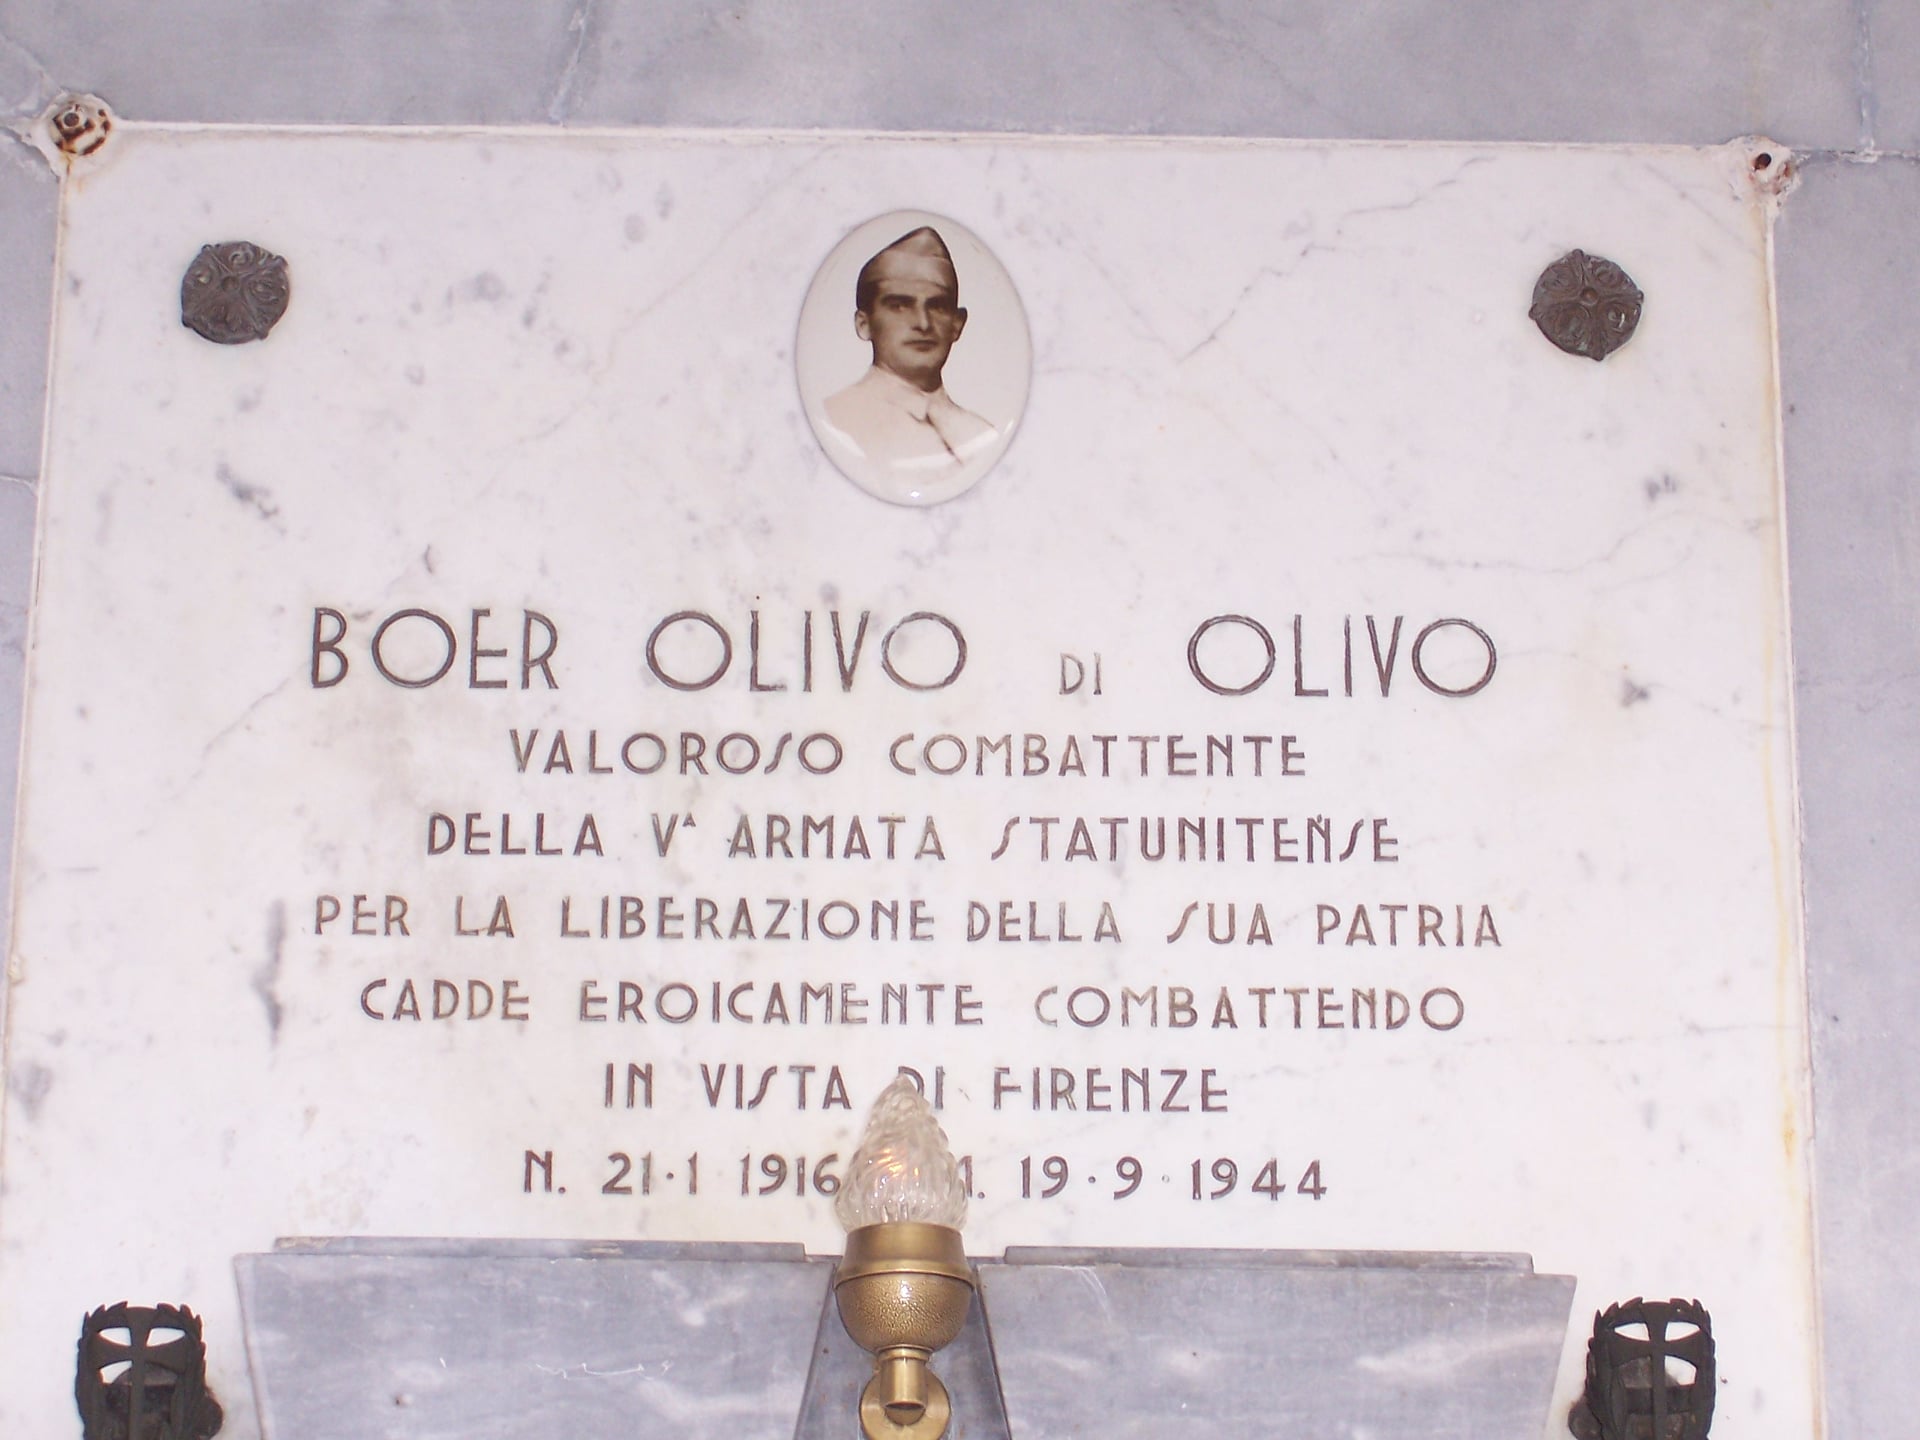 BOER OLIVO DI OLIVO
VALOROSO COMBATTENTE
DELLA V^A ARMATA STATUNITENSE
PER LA LIBERAZIONE DELLA SUA PATRIA
CADDE EROICAMENTE COMBATTENDO
IN VISTA DI FIRENZE
N. 21·1 1916 M. 19·9·1944